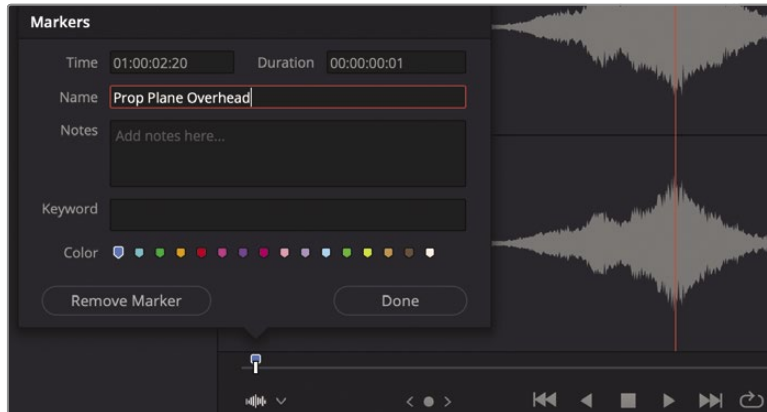 Markers
Time 01:00:02:20 Duration 00:00:00:01
Name Prop Plane Overhead
Notes Add notes here...
Keyword
Color
Remove Marker Done